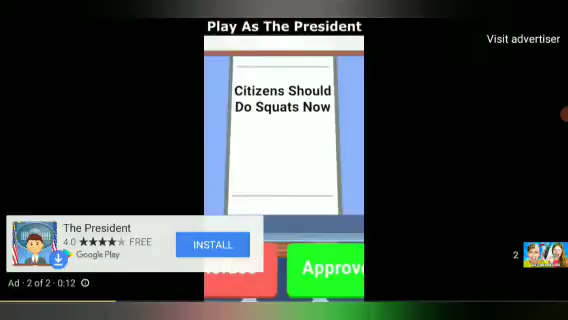 Play As The President
Visit advertiser
Citizens Should
Do Squats Now
The President
4.0 ★★★★★ FREE
Google Play
INSTALL
Approve
2
Ad · 2 of 2 · 0:12